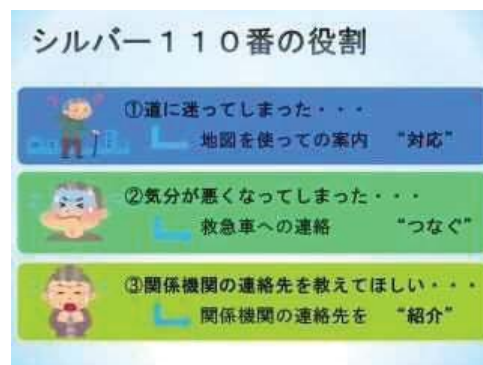 シルバー１１０番の役割
①道に迷ってしまった・・・
地図を使っての案内　“対応”
②気分が悪くなってしまった・・・
救急車への連絡　“つなぐ”
③関係機関の連絡先を教えてほしい・・・
関係機関の連絡先を　“紹介”